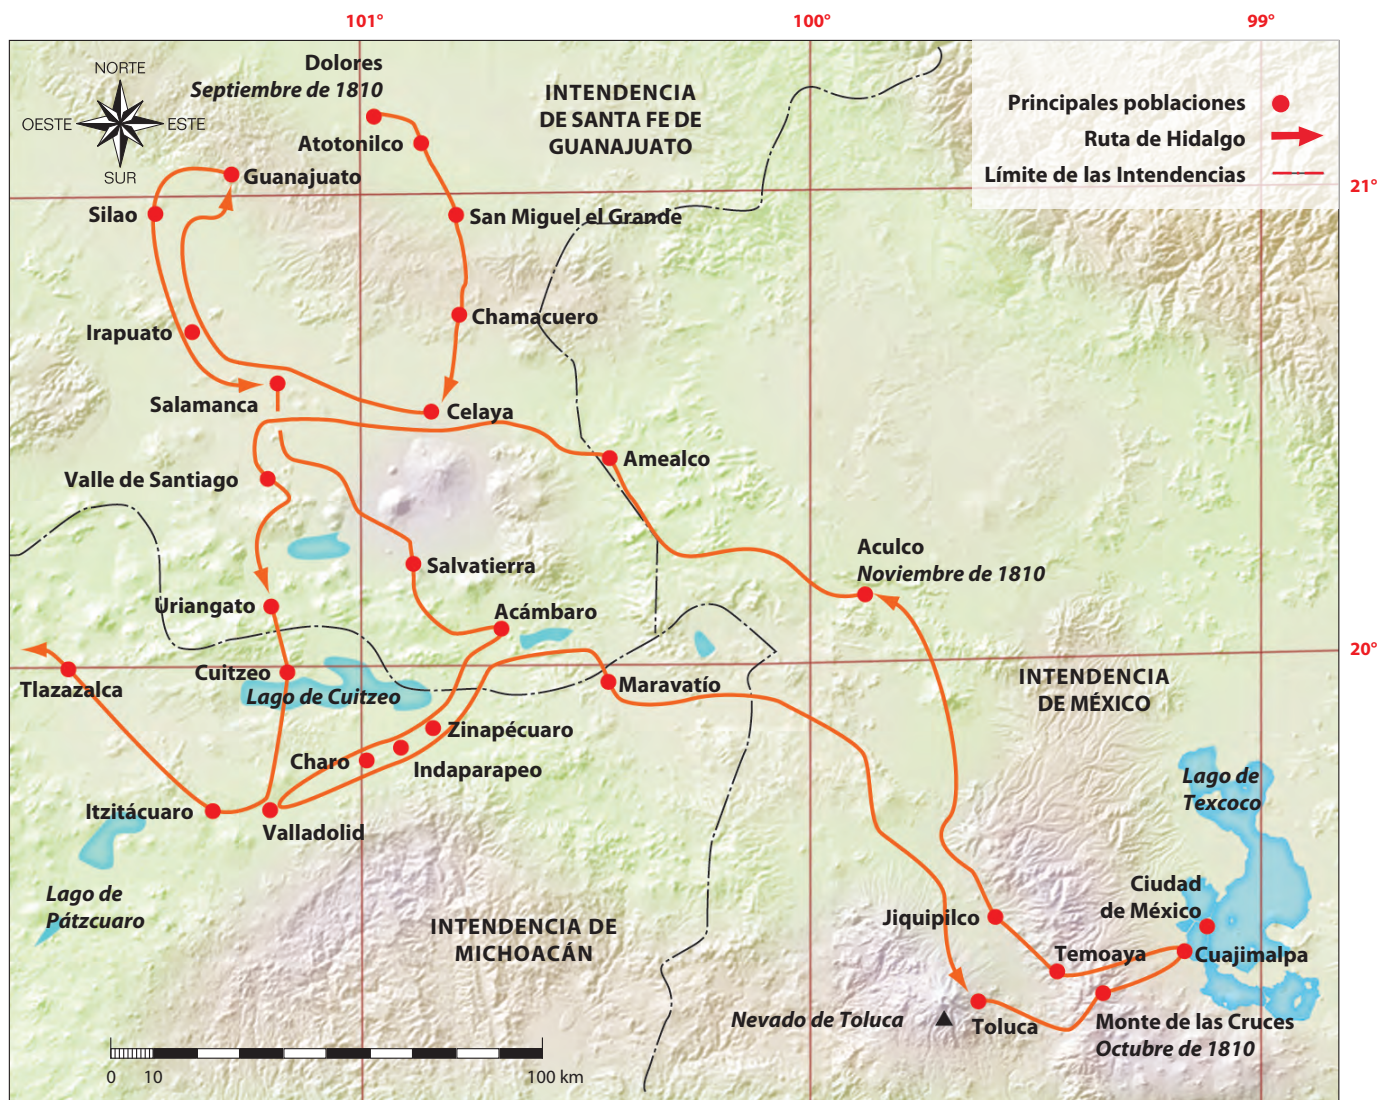 101°
100°
99°
NORTE
OESTE
ESTE
SUR
Dolores
Septiembre de 1810
INTENDENCIA
DE SANTA FE DE
GUANAJUATO
Principales poblaciones
Ruta de Hidalgo
Límite de las Intendencias
Atotonilco
Guanajuato
21°
Silao
San Miguel el Grande
Chamacuero
Irapuato
Salamanca
Celaya
Amealco
Valle de Santiago
Aculco
Noviembre de 1810
Salvatierra
Uriangato
Acámbaro
20°
Cuitzeo
Tlazazalca
Lago de Cuitzeo
Maravatío
INTENDENCIA
DE MÉXICO
Zinapécuaro
Charo
Indaparapeo
Lago de
Texcoco
Itzitácuaro
Valladolid
Lago de
Pátzcuaro
Ciudad
de México
Jiquipilco
INTENDENCIA DE
MICHOACÁN
Temoaya
Cuajimalpa
Nevado de Toluca
Toluca
Monte de las Cruces
Octubre de 1810
0
10
100 km